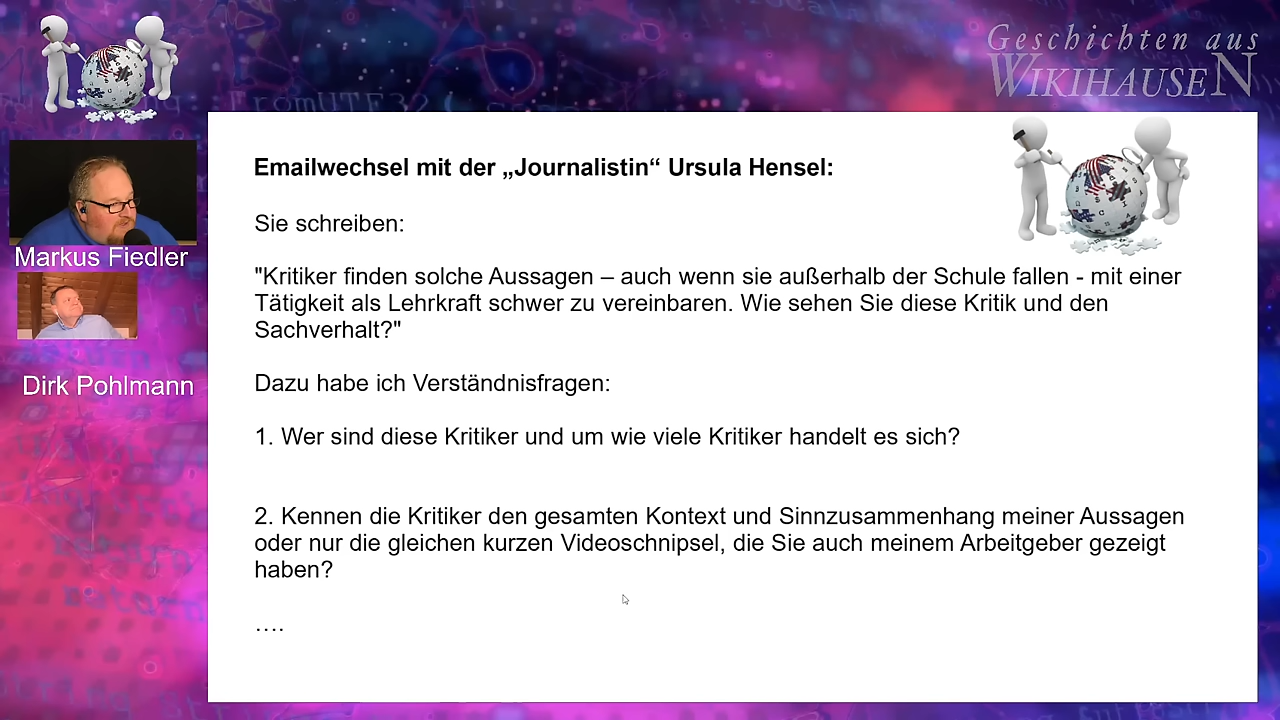 Geschichten aus
WIKIHAUSEN
FromUTF32
Markus Fiedler
Dirk Pohlmann
Emailwechsel mit der „Journalistin“ Ursula Hensel:
Sie schreiben:
"Kritiker finden solche Aussagen – auch wenn sie außerhalb der Schule fallen - mit einer
Tätigkeit als Lehrkraft schwer zu vereinbaren. Wie sehen Sie diese Kritik und den
Sachverhalt?"
Dazu habe ich Verständnisfragen:
1. Wer sind diese Kritiker und um wie viele Kritiker handelt es sich?
2. Kennen die Kritiker den gesamten Kontext und Sinnzusammenhang meiner Aussagen
oder nur die gleichen kurzen Videoschnipsel, die Sie auch meinem Arbeitgeber gezeigt
haben?
….